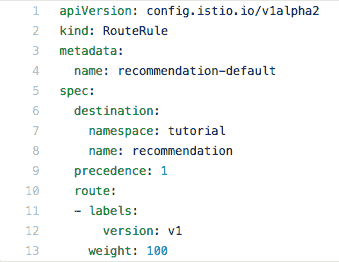 1 apiVersion: config.istio.io/v1alpha2
2 kind: RouteRule
3 metadata:
4   name: recommendation-default
5 spec:
6   destination:
7     namespace: tutorial
8     name: recommendation
9   precedence: 1
10   route:
11   - labels:
12       version: v1
13     weight: 100